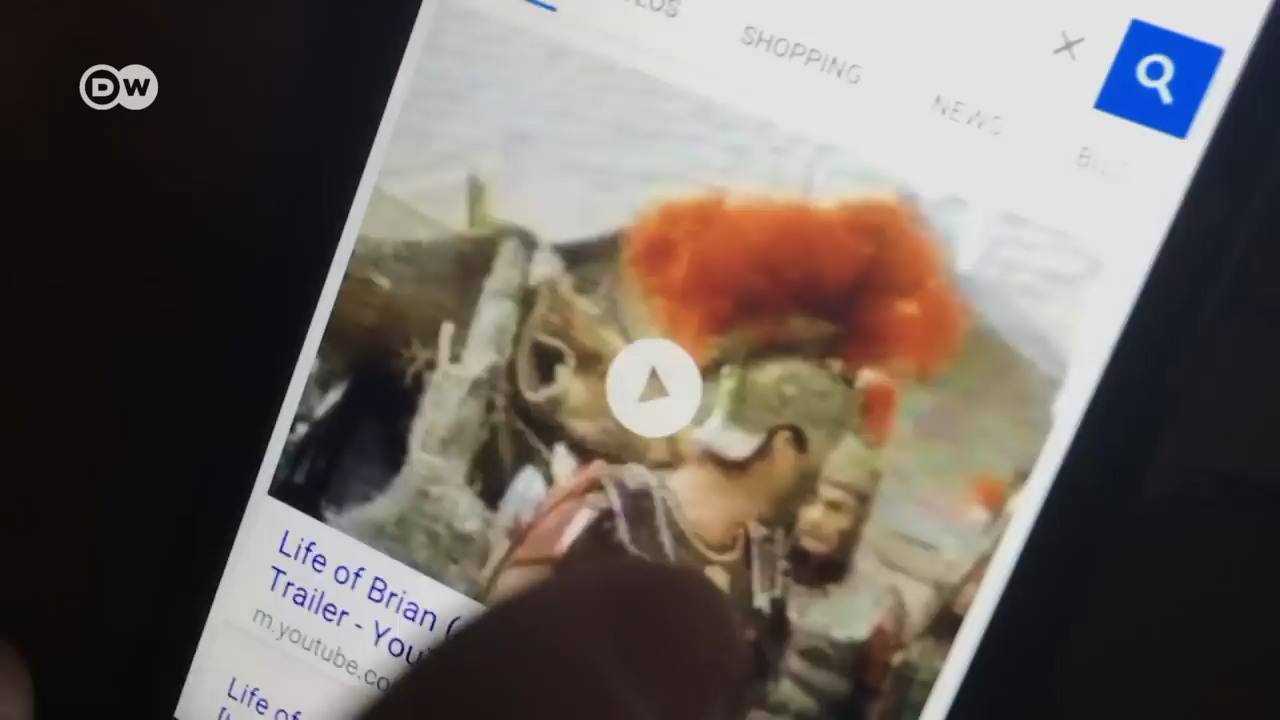 DW
SHOPPING
NEWS
Life of Brian (
Trailer - You
m.youtube.co
Life of